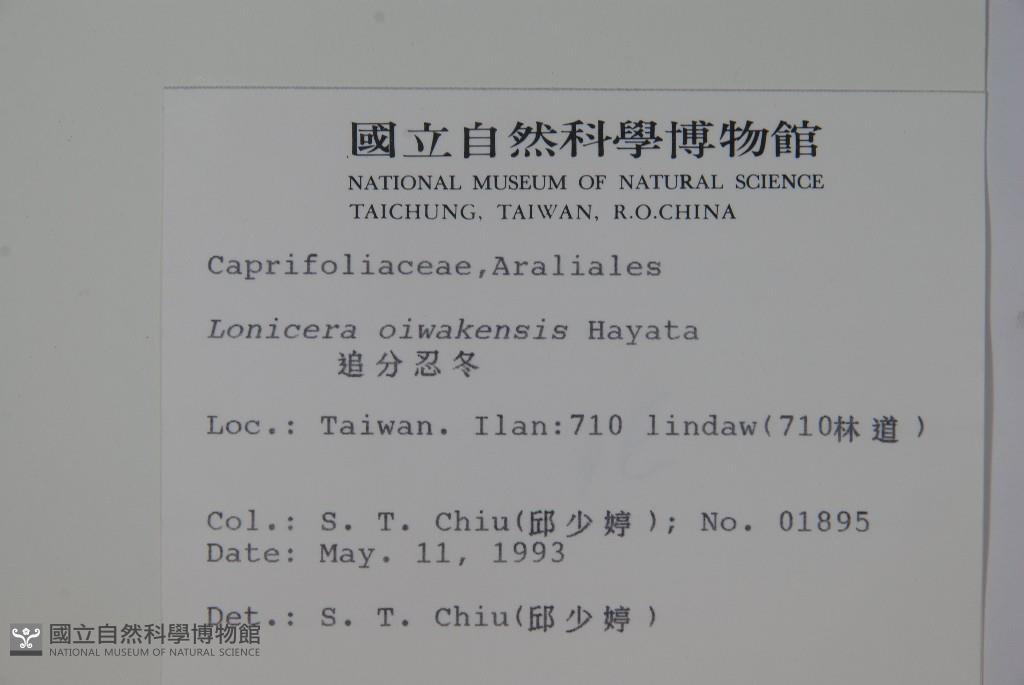 國立自然科學博物館
NATIONAL MUSEUM OF NATURAL SCIENCE
TAICHUNG, TAIWAN, R.O.CHINA
Caprifoliaceae,Araliales
Lonicera oiwakensis Hayata
追分忍冬
Loc.: Taiwan. Ilan:710 lindaw(710林道)
Col.: S. T. Chiu(邱少婷); No. 01895
Date: May. 11, 1993
Det.: S. T. Chiu(邱少婷)
國立自然科學博物館
NATIONAL MUSEUM OF NATURAL SCIENCE